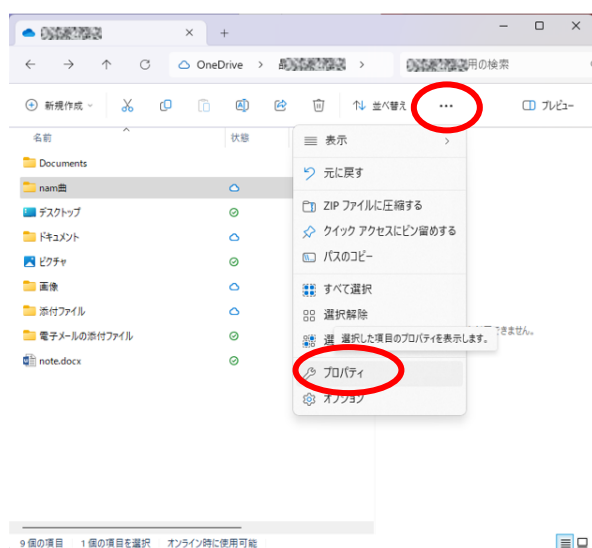 OneDrive
用の検索
新規作成
並べ替え
プレビュー
名前
状態
Documents
nam曲
デスクトップ
ドキュメント
ピクチャ
画像
添付ファイル
電子メールの添付ファイル
note.docx
表示
元に戻す
ZIP ファイルに圧縮する
クイック アクセスにピン留めする
パスのコピー
すべて選択
選択解除
選
選択した項目のプロパティを表示します。
できません。
プロパティ
オプション
9 個の項目
1 個の項目を選択
オンライン時に使用可能